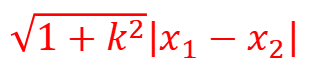 √(1 + k²)|x₁ − x₂|